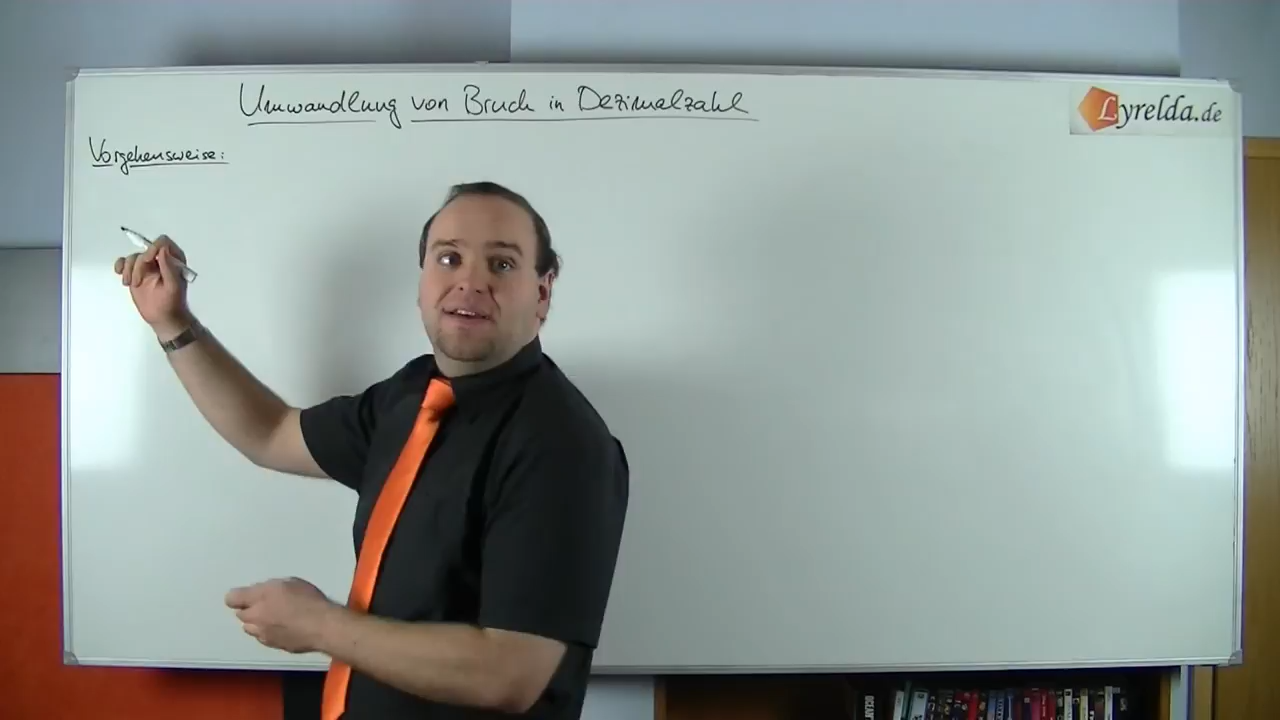 Umwandlung von Bruch in Dezimalzahl
Lyrelda.de
Vorgehensweise: